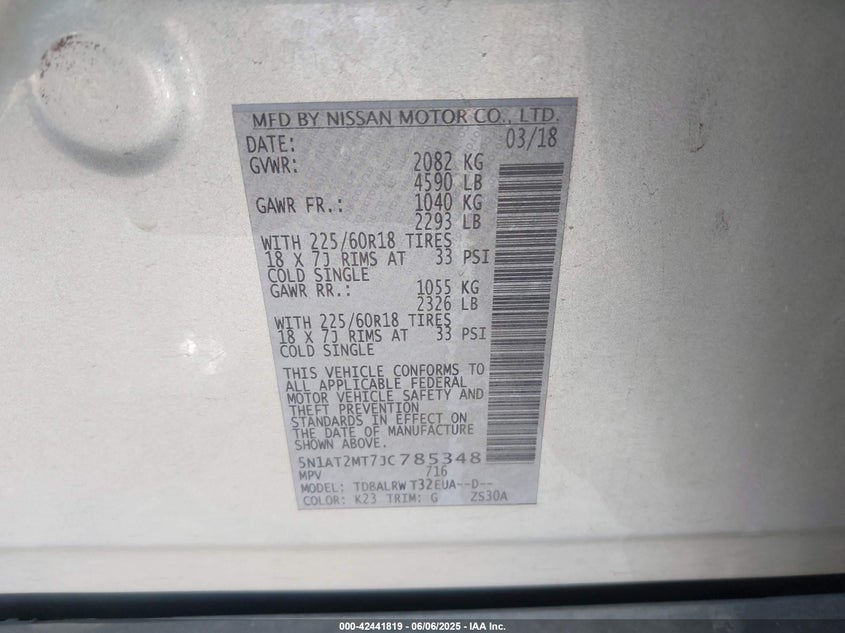 MFD BY NISSAN MOTOR CO., LTD.
DATE: 03/18
GVWR: 2082 KG
4590 LB
GAWR FR.: 1040 KG
2293 LB
WITH 225/60R18 TIRES
18 X 7J RIMS AT 33 PSI
COLD SINGLE
GAWR RR.: 1055 KG
2326 LB
WITH 225/60R18 TIRES
18 X 7J RIMS AT 33 PSI
COLD SINGLE
THIS VEHICLE CONFORMS TO
ALL APPLICABLE FEDERAL
MOTOR VEHICLE SAFETY AND
THEFT PREVENTION
STANDARDS IN EFFECT ON
THE DATE OF MANUFACTURE
SHOWN ABOVE.
5N1AT2MT7JC785348
MPV 716
MODEL: TDBALRW T32EUA--D--
COLOR: K23 TRIM: G ZS30A
000-42441819 - 06/06/2025 - IAA Inc.